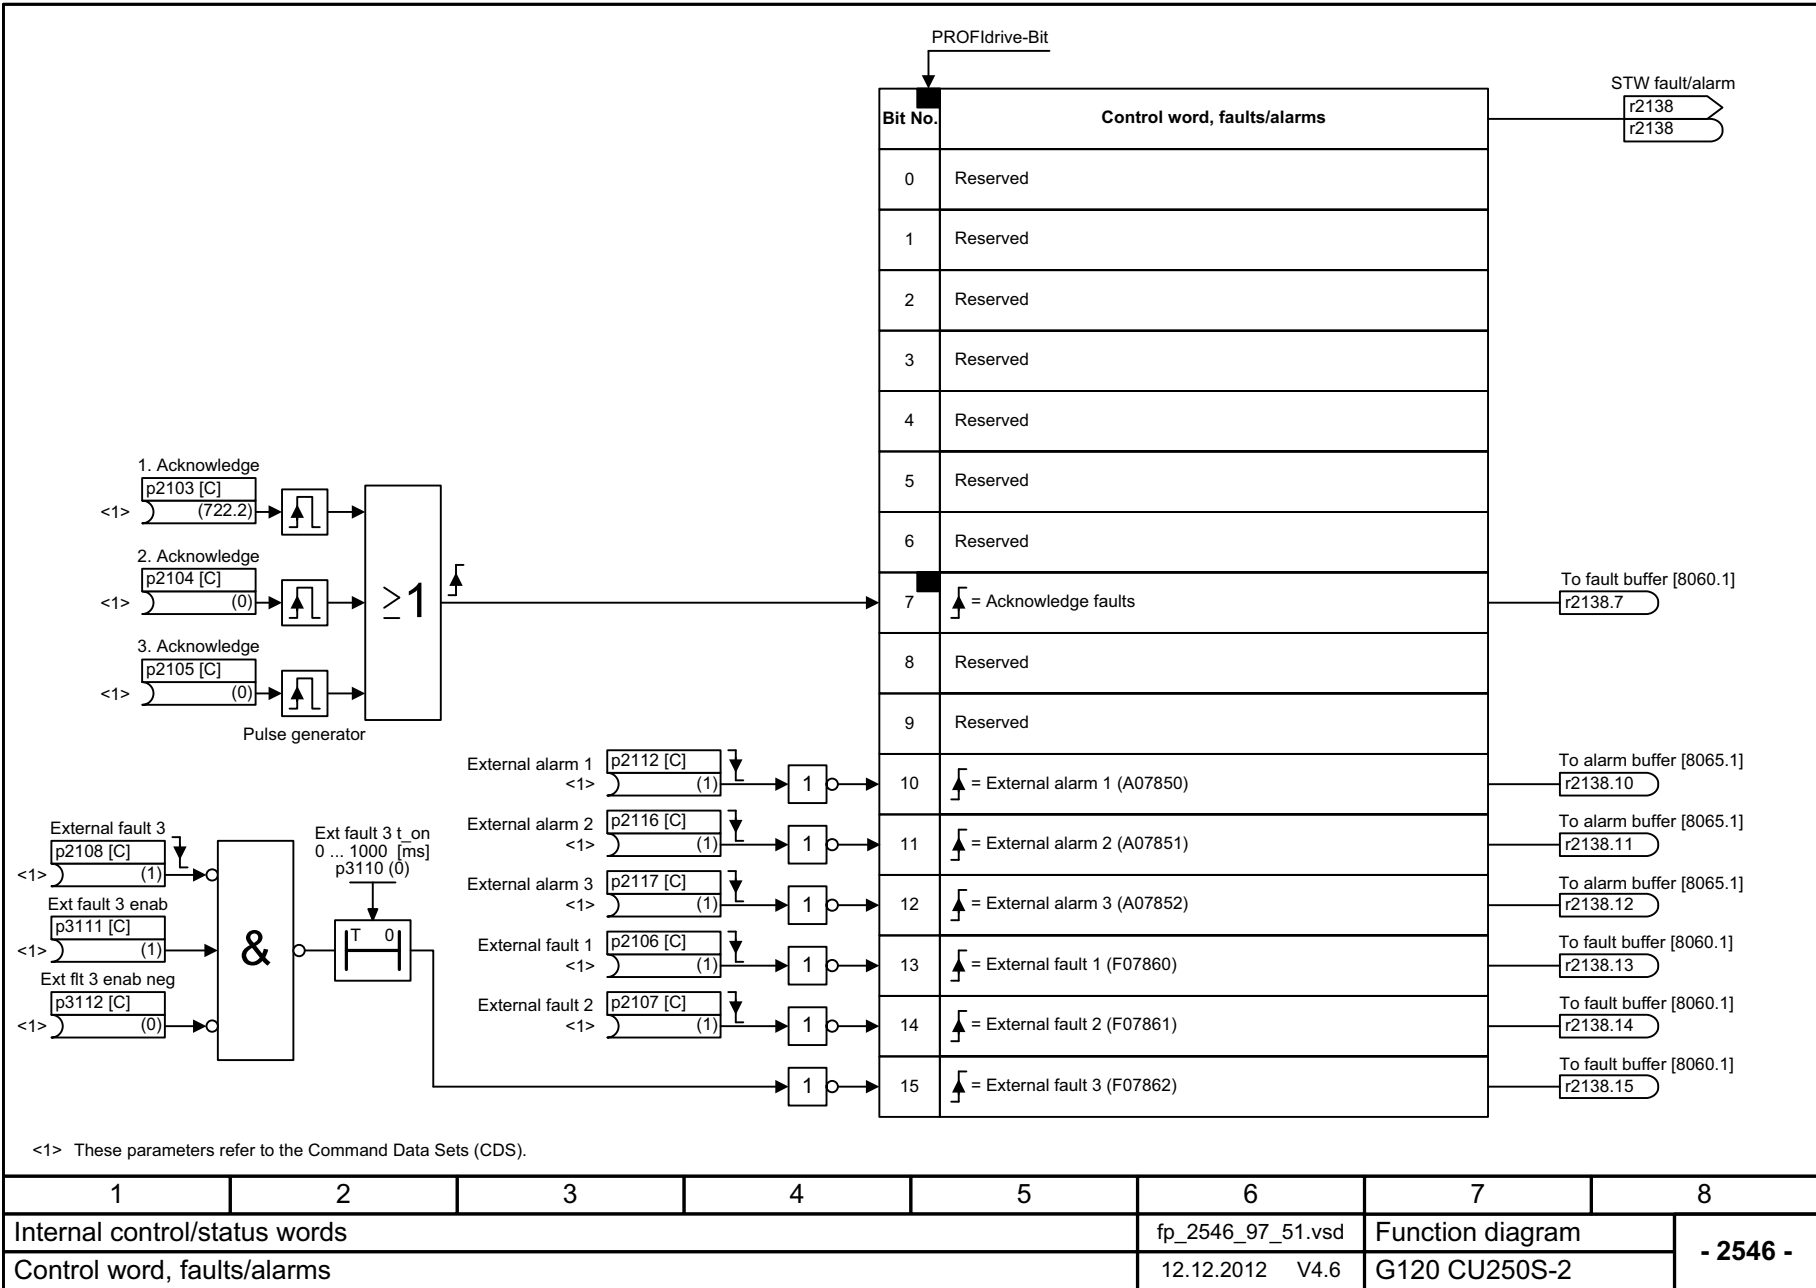 PROFIdrive-Bit
STW fault/alarm
r2138
r2138
Bit No. Control word, faults/alarms
0 Reserved
1 Reserved
2 Reserved
3 Reserved
4 Reserved
5 Reserved
6 Reserved
1. Acknowledge
p2103 [C]
<1> (722.2)
2. Acknowledge
p2104 [C]
<1> (0)
3. Acknowledge
p2105 [C]
<1> (0)
Pulse generator
≥1
7 = Acknowledge faults
To fault buffer [8060.1]
r2138.7
8 Reserved
9 Reserved
External alarm 1 p2112 [C]
<1> (1) 1 10 = External alarm 1 (A07850)
To alarm buffer [8065.1]
r2138.10
External alarm 2 p2116 [C]
<1> (1) 1 11 = External alarm 2 (A07851)
To alarm buffer [8065.1]
r2138.11
External alarm 3 p2117 [C]
<1> (1) 1 12 = External alarm 3 (A07852)
To alarm buffer [8065.1]
r2138.12
External fault 1 p2106 [C]
<1> (1) 1 13 = External fault 1 (F07860)
To fault buffer [8060.1]
r2138.13
External fault 2 p2107 [C]
<1> (1) 1 14 = External fault 2 (F07861)
To fault buffer [8060.1]
r2138.14
External fault 3
p2108 [C]
<1> (1)
Ext fault 3 enab
p3111 [C]
<1> (1)
Ext flt 3 enab neg
p3112 [C]
<1> (0)
&
Ext fault 3 t_on
0 ... 1000 [ms]
p3110 (0)
T 0
1 15 = External fault 3 (F07862)
To fault buffer [8060.1]
r2138.15
<1> These parameters refer to the Command Data Sets (CDS).
1 2 3 4 5 6 7 8
Internal control/status words fp_2546_97_51.vsd Function diagram
- 2546 -
Control word, faults/alarms 12.12.2012 V4.6 G120 CU250S-2